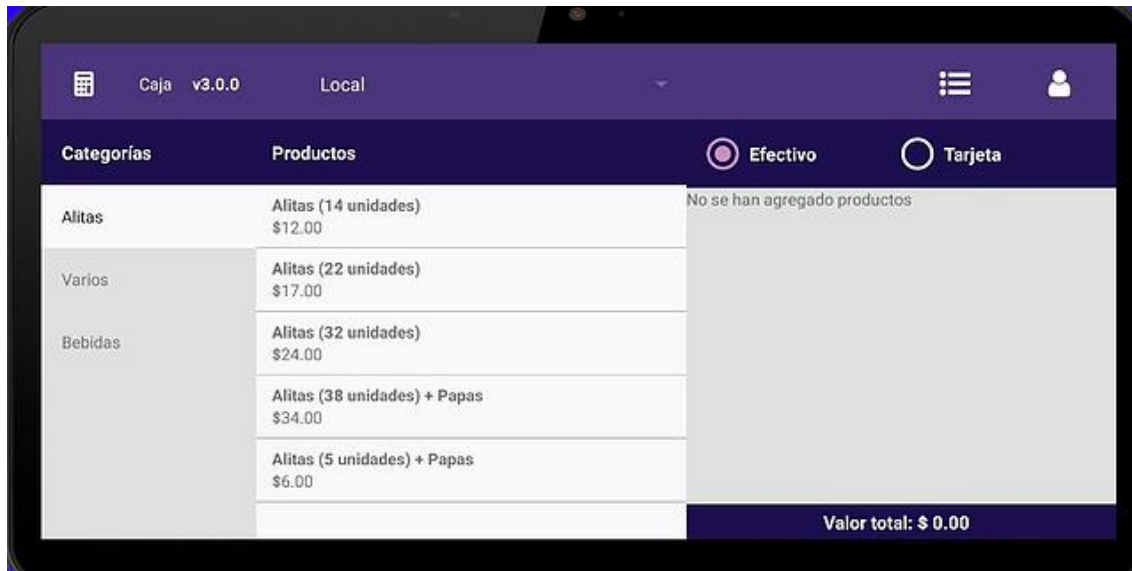 Caja v3.0.0 Local
Categorías Productos Efectivo Tarjeta
Alitas
Varios
Bebidas
Alitas (14 unidades)
$12.00
Alitas (22 unidades)
$17.00
Alitas (32 unidades)
$24.00
Alitas (38 unidades) + Papas
$34.00
Alitas (5 unidades) + Papas
$6.00
No se han agregado productos
Valor total: $ 0.00